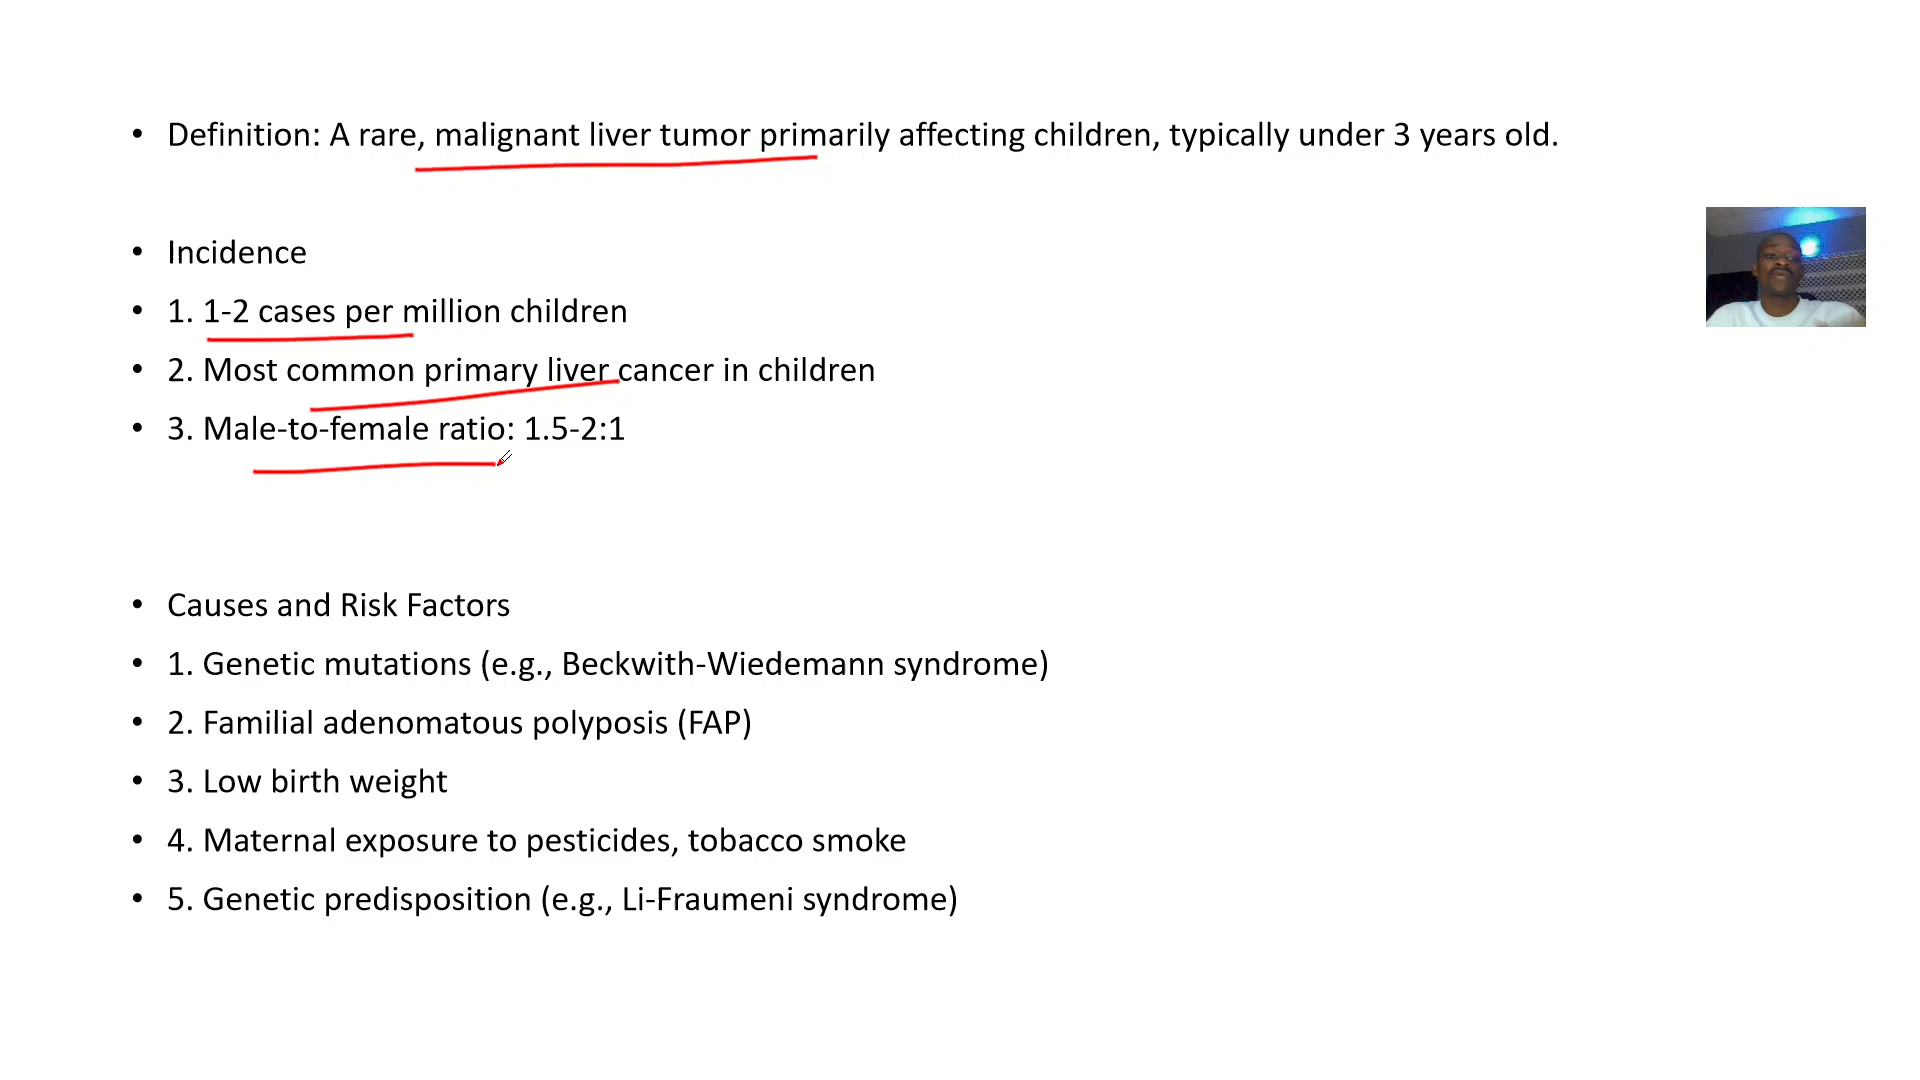 • Definition: A rare, malignant liver tumor primarily affecting children, typically under 3 years old.
• Incidence
• 1. 1-2 cases per million children
• 2. Most common primary liver cancer in children
• 3. Male-to-female ratio: 1.5-2:1
• Causes and Risk Factors
• 1. Genetic mutations (e.g., Beckwith-Wiedemann syndrome)
• 2. Familial adenomatous polyposis (FAP)
• 3. Low birth weight
• 4. Maternal exposure to pesticides, tobacco smoke
• 5. Genetic predisposition (e.g., Li-Fraumeni syndrome)